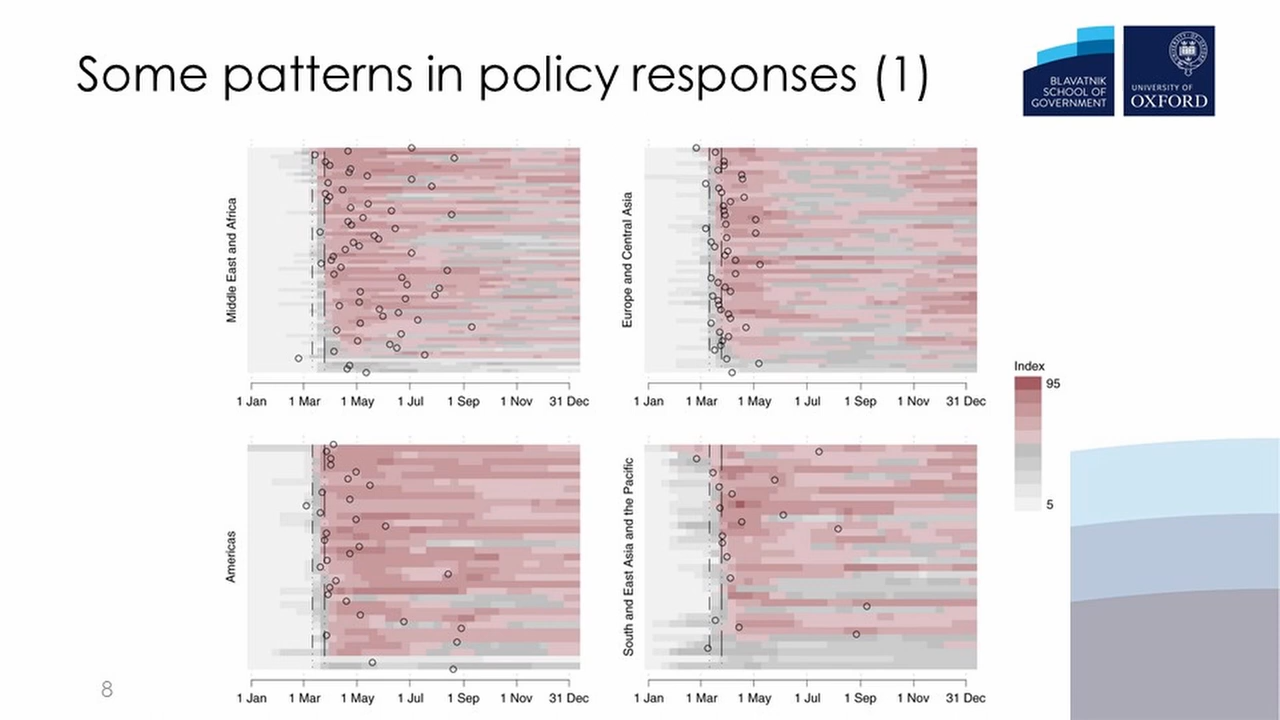 Some patterns in policy responses (1)
BLAVATNIK
SCHOOL OF
GOVERNMENT
UNIVERSITY OF
OXFORD
Middle East and Africa
1 Jan 1 Mar 1 May 1 Jul 1 Sep 1 Nov 31 Dec
Europe and Central Asia
1 Jan 1 Mar 1 May 1 Jul 1 Sep 1 Nov 31 Dec
Index
95
5
Americas
1 Jan 1 Mar 1 May 1 Jul 1 Sep 1 Nov 31 Dec
South and East Asia and the Pacific
1 Jan 1 Mar 1 May 1 Jul 1 Sep 1 Nov 31 Dec
8